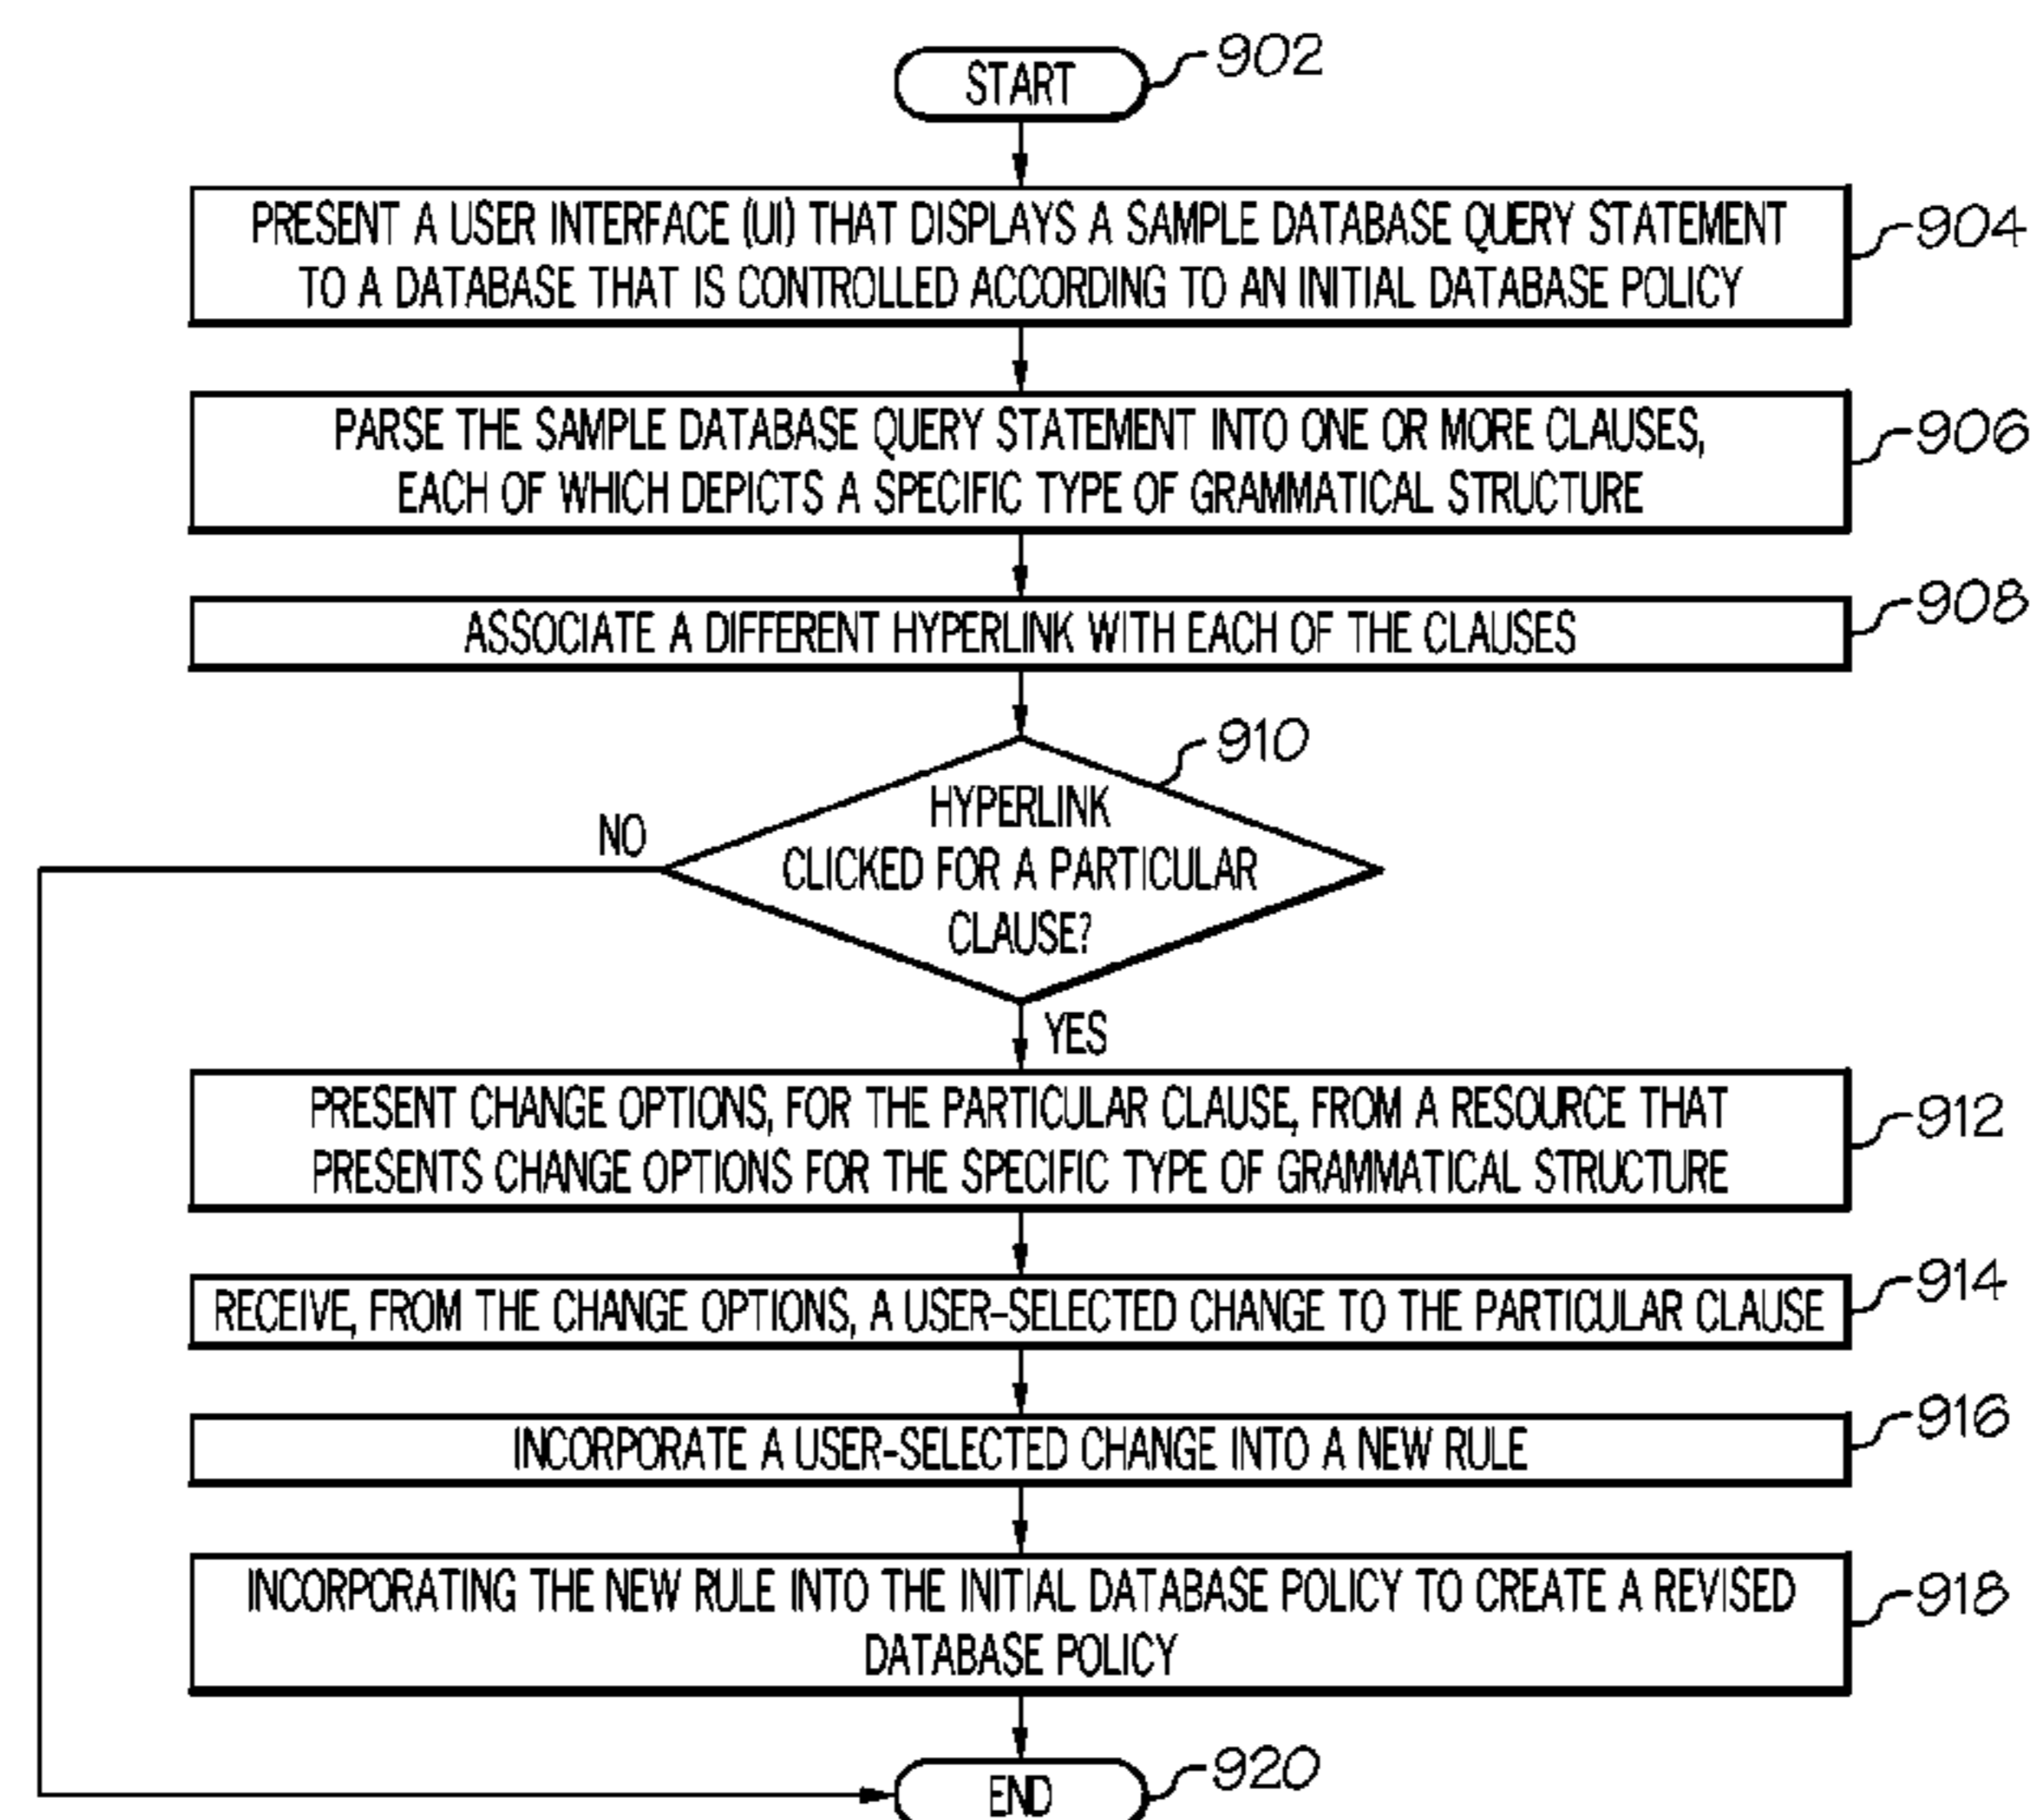 START
902
PRESENT A USER INTERFACE (UI) THAT DISPLAYS A SAMPLE DATABASE QUERY STATEMENT
TO A DATABASE THAT IS CONTROLLED ACCORDING TO AN INITIAL DATABASE POLICY
904
PARSE THE SAMPLE DATABASE QUERY STATEMENT INTO ONE OR MORE CLAUSES,
EACH OF WHICH DEPICTS A SPECIFIC TYPE OF GRAMMATICAL STRUCTURE
906
ASSOCIATE A DIFFERENT HYPERLINK WITH EACH OF THE CLAUSES
908
910
HYPERLINK
CLICKED FOR A PARTICULAR
CLAUSE?
NO
YES
PRESENT CHANGE OPTIONS, FOR THE PARTICULAR CLAUSE, FROM A RESOURCE THAT
PRESENTS CHANGE OPTIONS FOR THE SPECIFIC TYPE OF GRAMMATICAL STRUCTURE
912
RECEIVE, FROM THE CHANGE OPTIONS, A USER-SELECTED CHANGE TO THE PARTICULAR CLAUSE
914
INCORPORATE A USER-SELECTED CHANGE INTO A NEW RULE
916
INCORPORATING THE NEW RULE INTO THE INITIAL DATABASE POLICY TO CREATE A REVISED
DATABASE POLICY
918
END
920